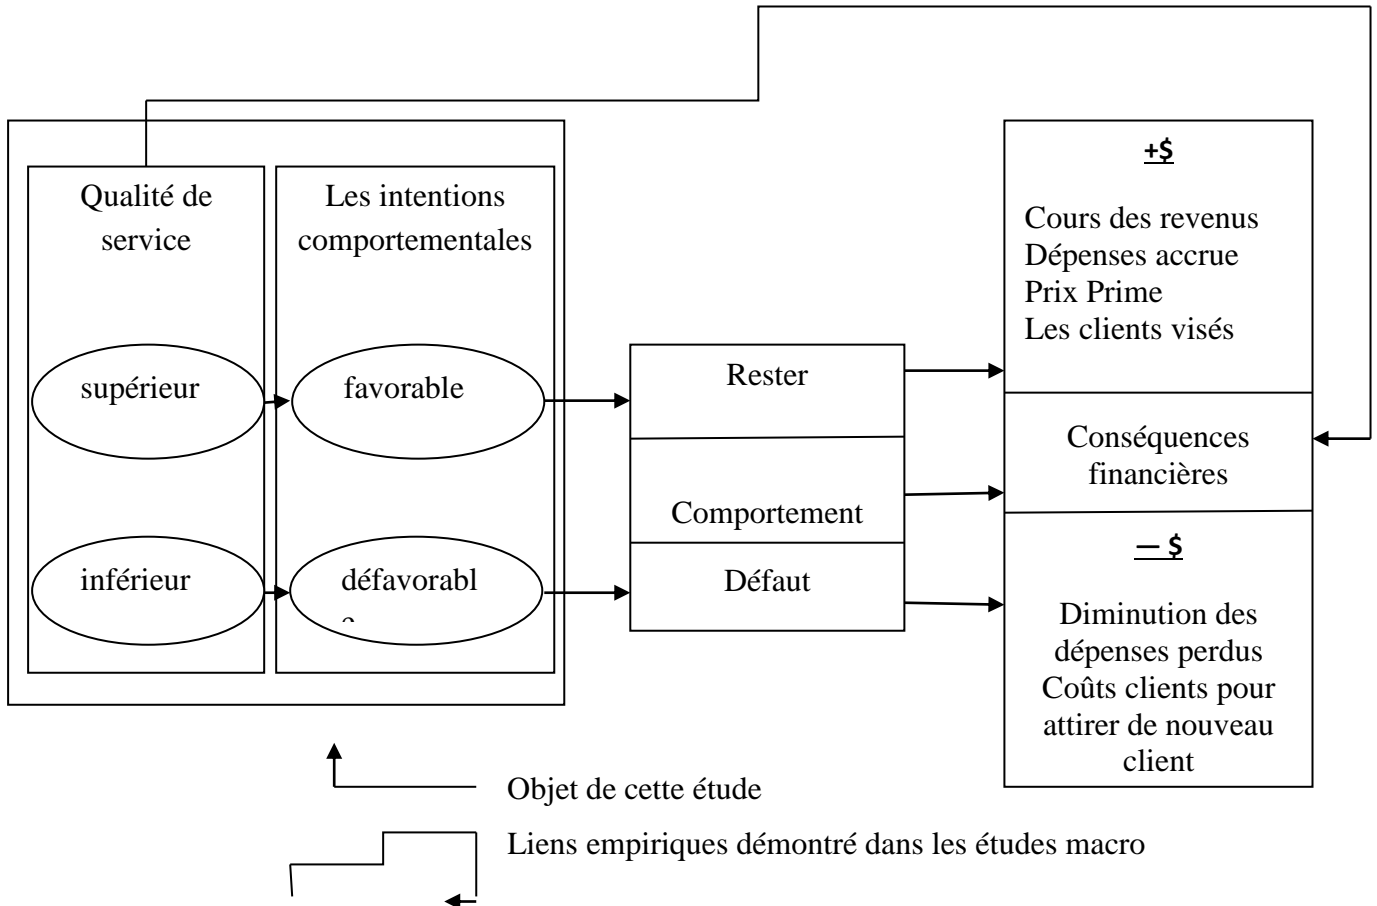 Qualité de
service
Les intentions
comportementales
supérieur
favorable
inférieur
défavorabl
Rester
Comportement
Défaut
+$
Cours des revenus
Dépenses accrue
Prix Prime
Les clients visés
Conséquences
financières
— $
Diminution des
dépenses perdus
Coûts clients pour
attirer de nouveau
client
Objet de cette étude
Liens empiriques démontré dans les études macro